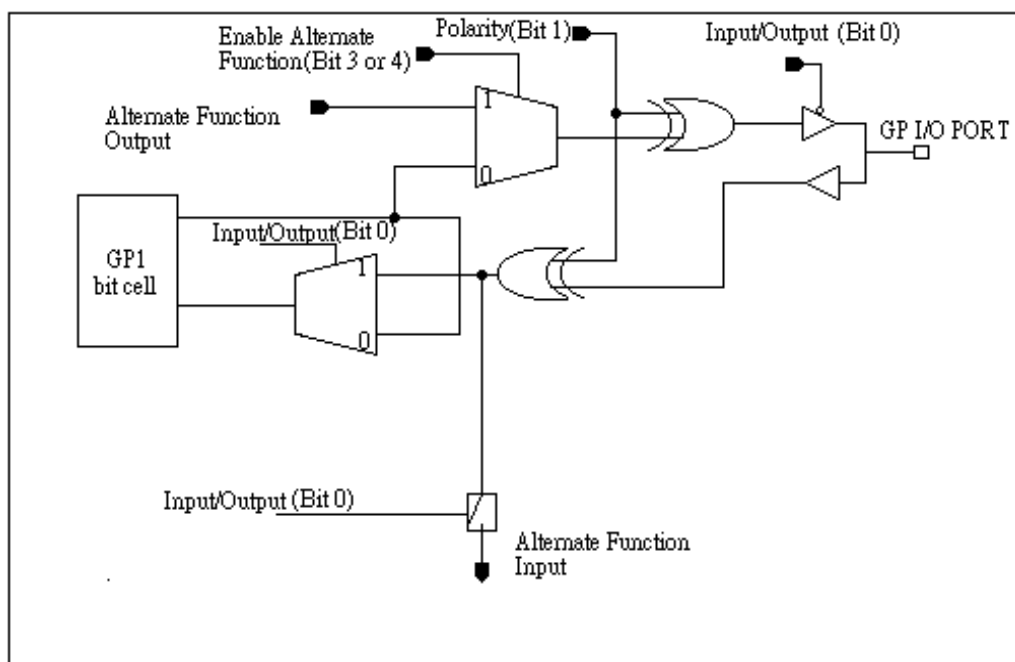 Polarity(Bit 1)
Input/Output (Bit 0)
Enable Alternate
Function(Bit 3 or 4)
1
Alternate Function
Output
GP I/O PORT
0
Input/Output(Bit 0)
GP1
bit cell
1
0
Input/Output (Bit 0)
Alternate Function
Input